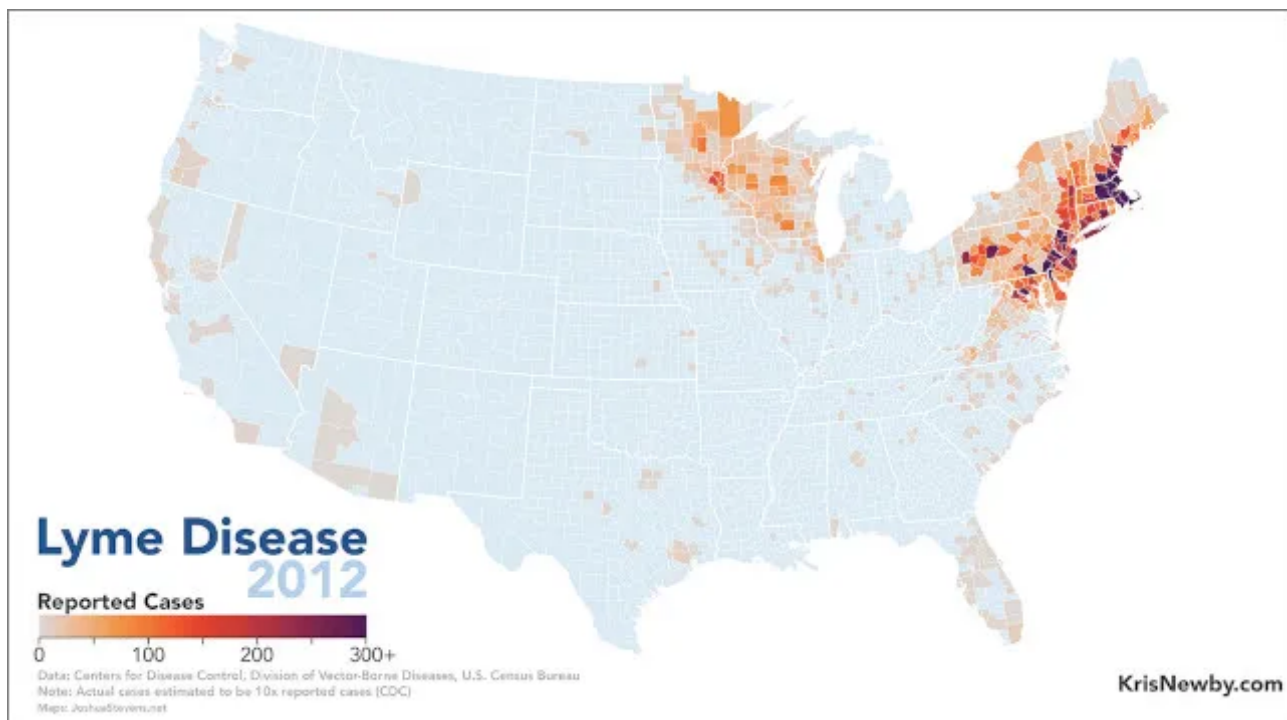 Lyme Disease
2012
Reported Cases
0 100 200 300+
Data: Centers for Disease Control, Division of Vector-Borne Diseases, U.S. Census Bureau
Note: Actual cases estimated to be 10x reported cases (CDC)
Maps: JoshuaStevens.net
KrisNewby.com